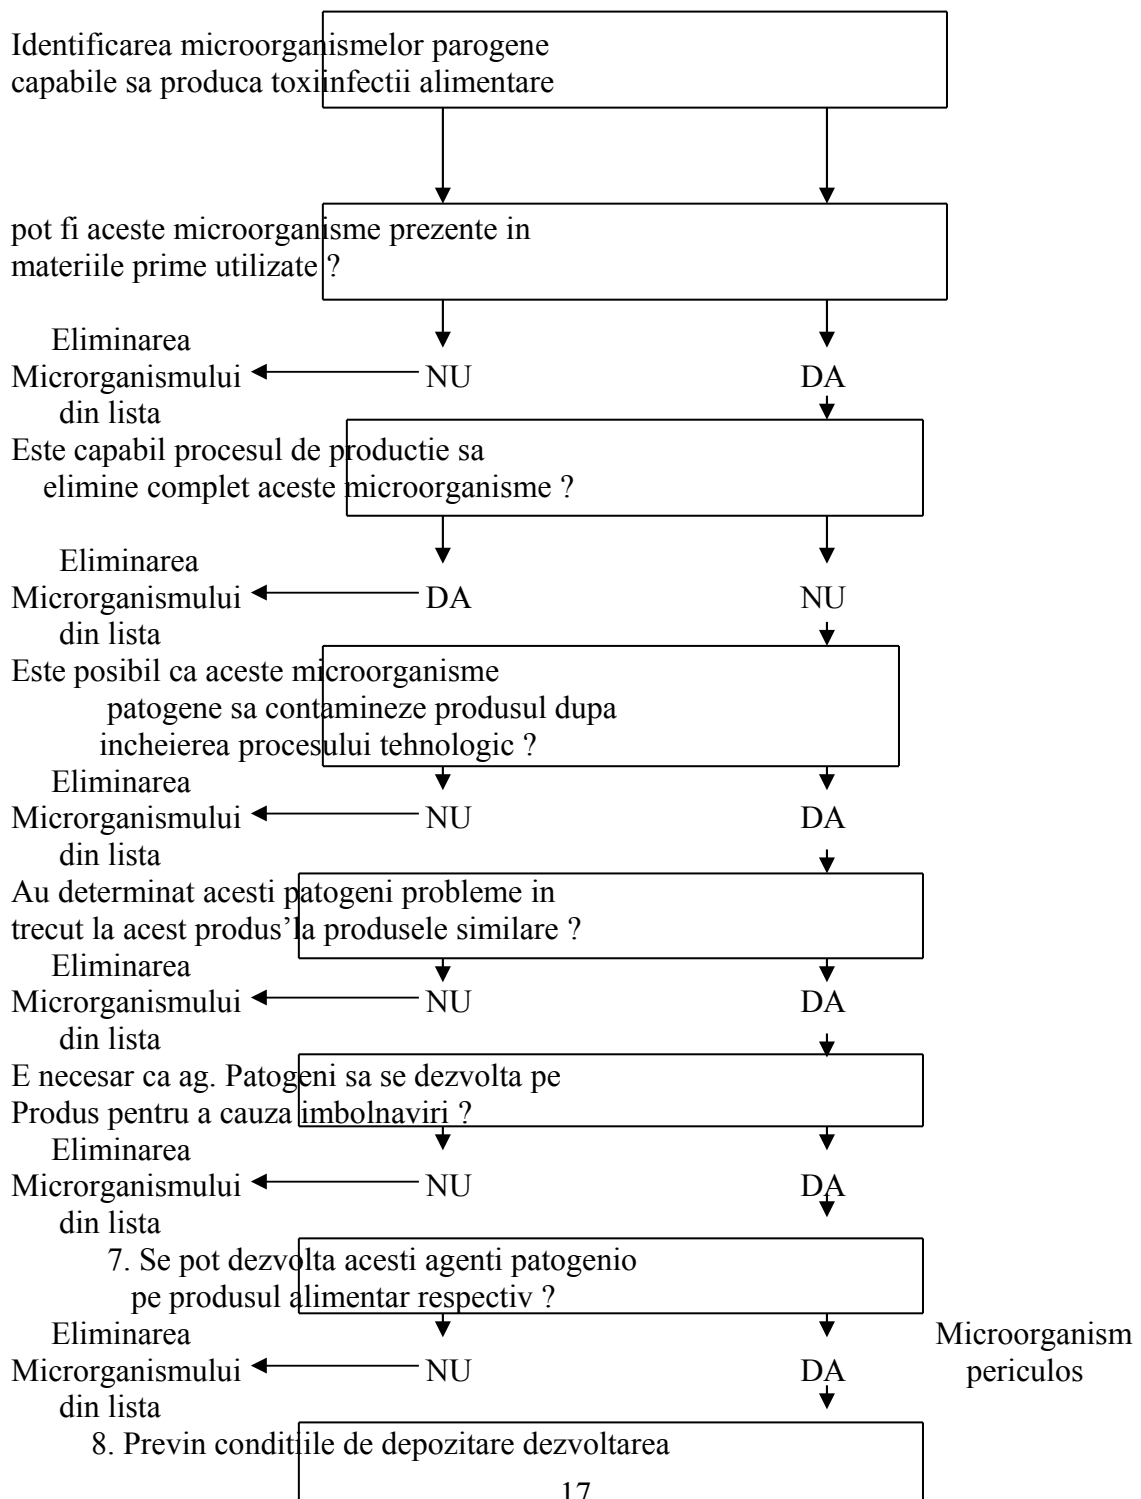 Identificarea microorganismelor parogene
capabile sa produca toxiinfectii alimentare
pot fi aceste microorganisme prezente in
materiile prime utilizate ?
Eliminarea
Microrganismului NU DA
din lista
Este capabil procesul de productie sa
elimine complet aceste microorganisme ?
Eliminarea
Microrganismului DA NU
din lista
Este posibil ca aceste microorganisme
patogene sa contamineze produsul dupa
incheierea procesului tehnologic ?
Eliminarea
Microrganismului NU DA
din lista
Au determinat acesti patogeni probleme in
trecut la acest produs’la produsele similare ?
Eliminarea
Microrganismului NU DA
din lista
E necesar ca ag. Patogeni sa se dezvolta pe
Produs pentru a cauza imbolnaviri ?
Eliminarea
Microrganismului NU DA
din lista
7. Se pot dezvolta acesti agenti patogenio
pe produsul alimentar respectiv ?
Eliminarea Microorganism
Microrganismului NU DA periculos
din lista
8. Previn conditiile de depozitare dezvoltarea
17